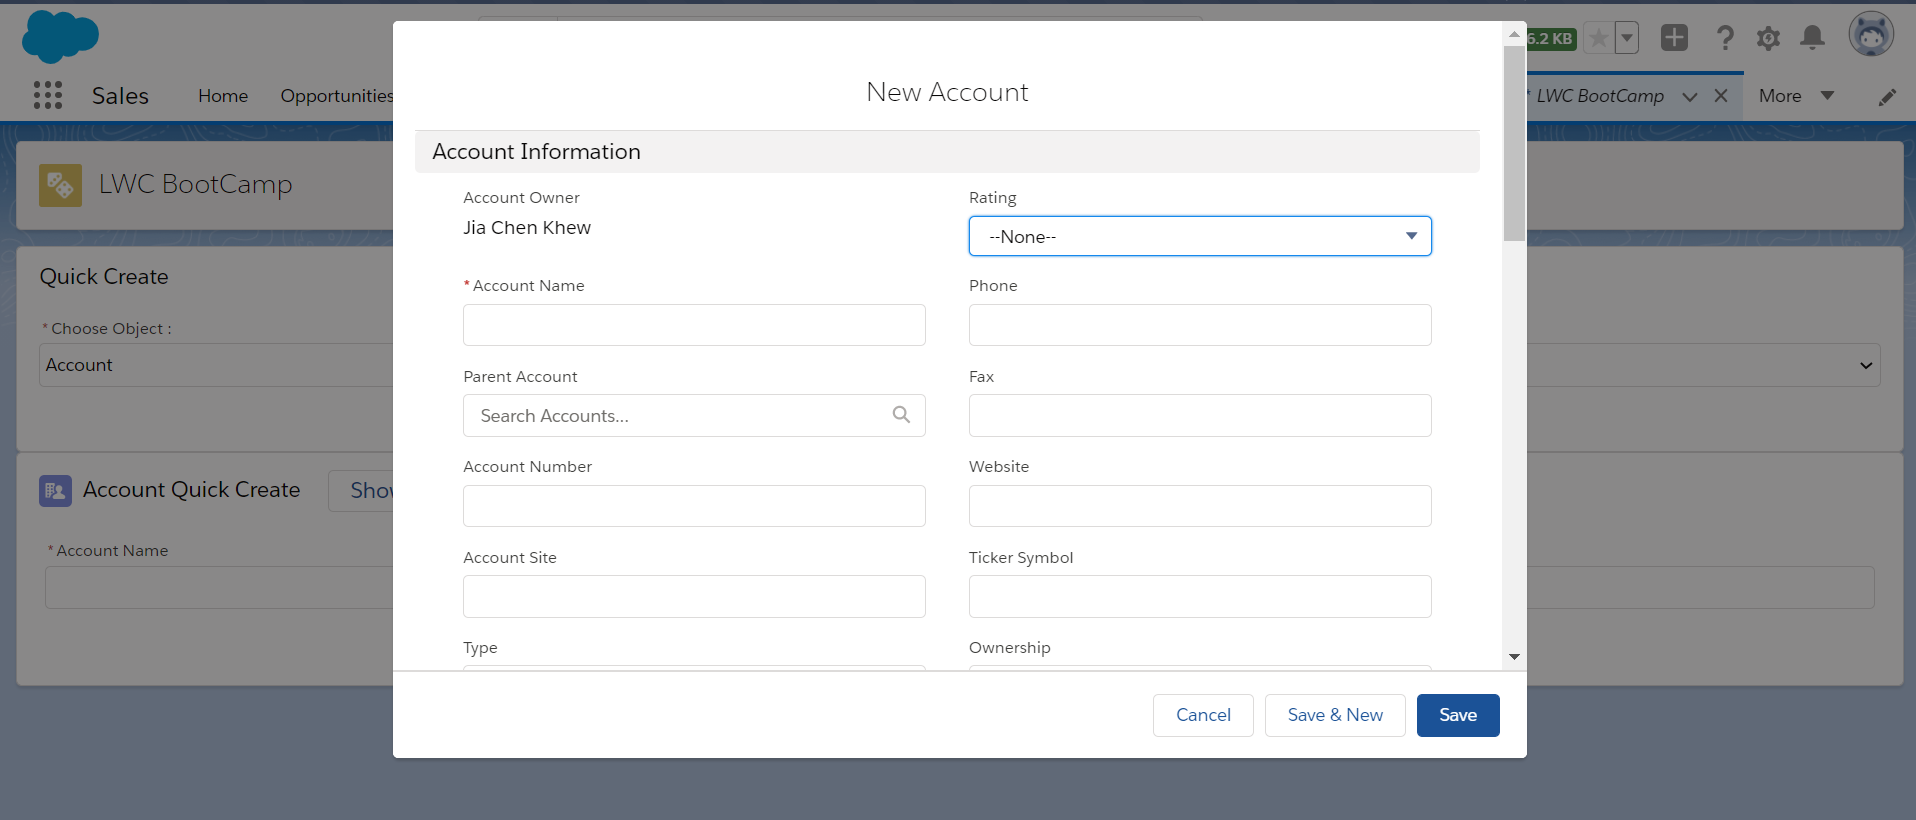 6.2 KB
Sales
Home
Opportunities
* LWC BootCamp
More
LWC BootCamp
Quick Create
*Choose Object :
Account
Account Quick Create
Show
*Account Name
New Account
Account Information
Account Owner
Jia Chen Khew
Rating
--None--
*Account Name
Phone
Parent Account
Search Accounts...
Fax
Account Number
Website
Account Site
Ticker Symbol
Type
Ownership
Cancel
Save & New
Save